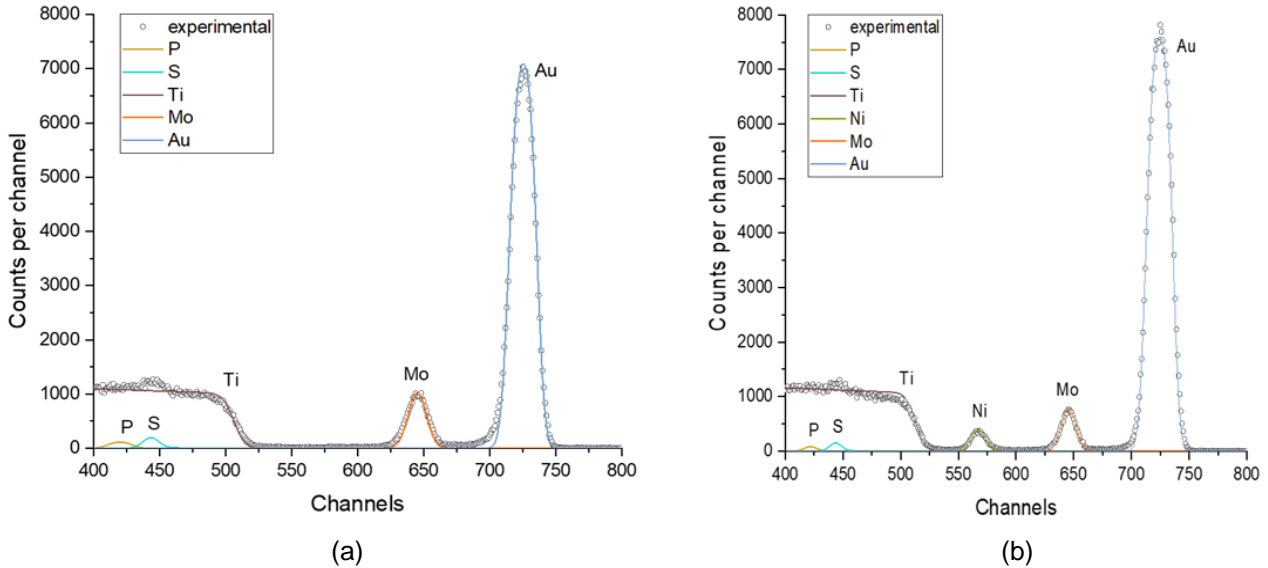 8000
7000
6000
5000
4000
3000
2000
1000
0
Counts per channel
experimental
P
S
Ti
Mo
Au
Au
Mo
Ti
P
S
400 450 500 550 600 650 700 750 800
Channels
(a)
8000
7000
6000
5000
4000
3000
2000
1000
0
Counts per channel
experimental
P
S
Ti
Ni
Mo
Au
Au
Mo
Ni
Ti
P
S
400 450 500 550 600 650 700 750 800
Channels
(b)